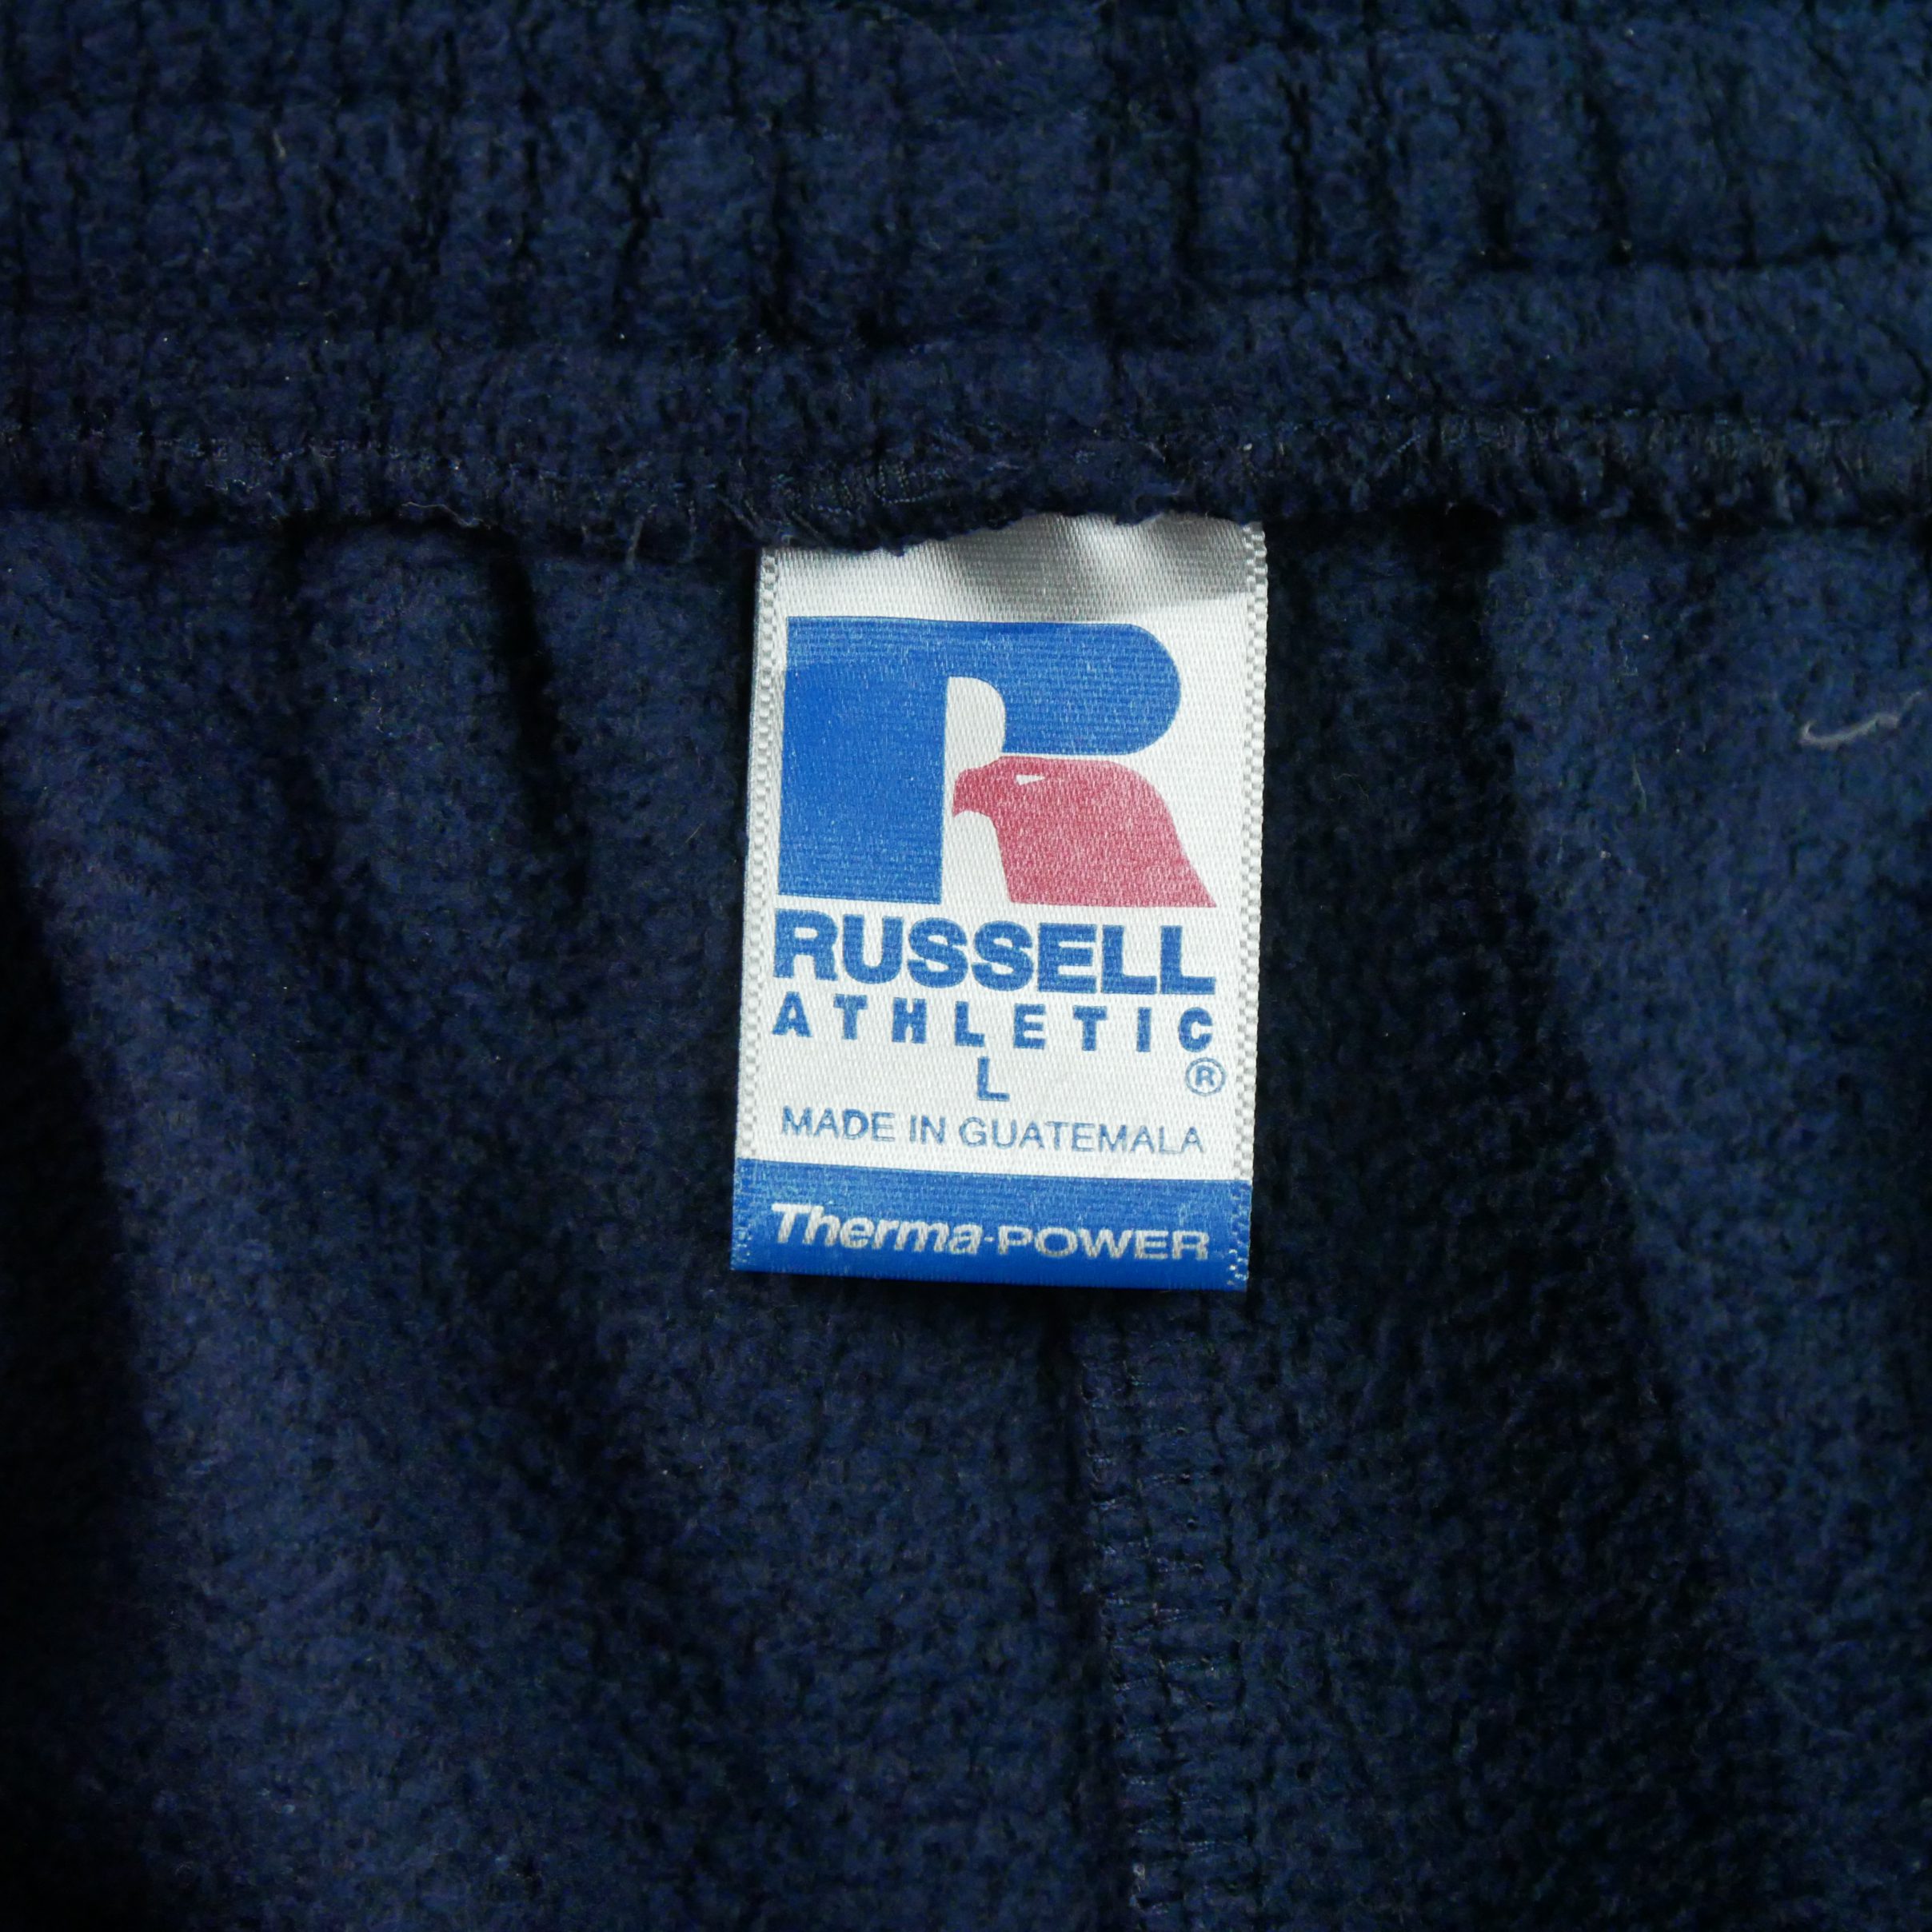 R
RUSSELL
ATHLETIC
L ®
MADE IN GUATEMALA
Therma-POWER